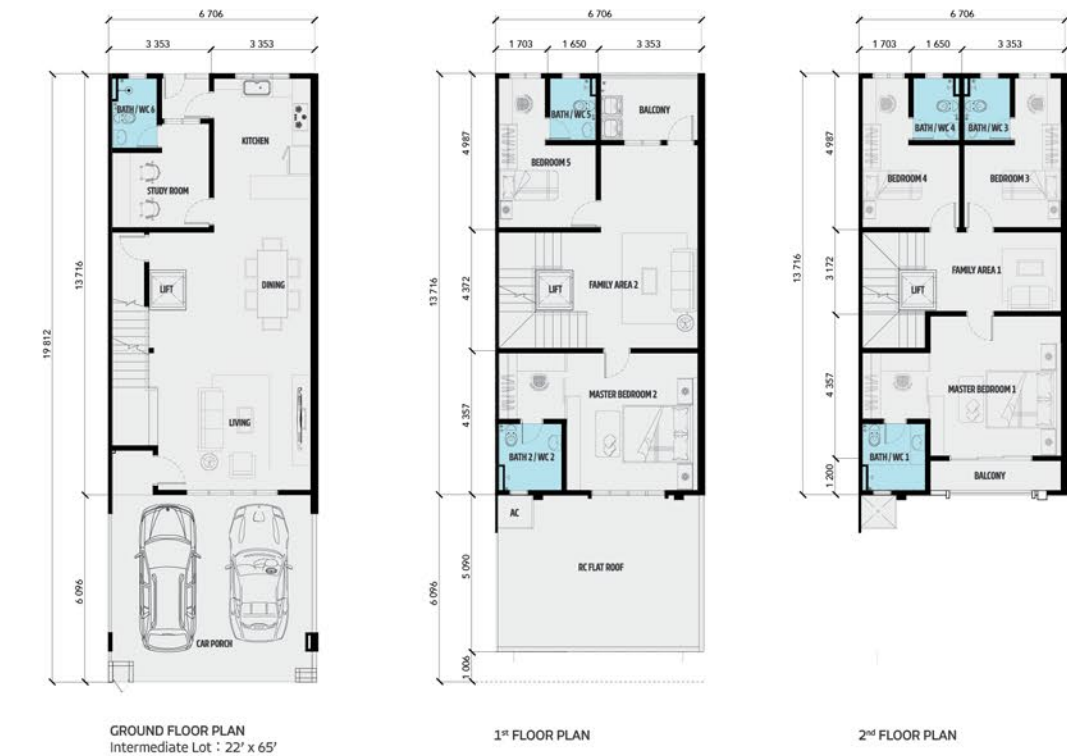 6 706
3 353
3 353
BATH / WC 6
KITCHEN
STUDY ROOM
LIFT
DINING
LIVING
CAR PORCH
13 716
19 812
6 096
GROUND FLOOR PLAN
Intermediate Lot : 22' x 65'
6 706
1 703
1 650
3 353
BATH / WC 5
BALCONY
BEDROOM 5
LIFT
FAMILY AREA 2
MASTER BEDROOM 2
BATH 2 / WC 2
AC
RC FLAT ROOF
4 987
4 372
4 357
13 716
5 090
6 096
1 006
1st FLOOR PLAN
6 706
1 703
1 650
3 353
BATH / WC 4
BATH / WC 3
BEDROOM 4
BEDROOM 3
LIFT
FAMILY AREA 1
MASTER BEDROOM 1
BATH / WC 1
BALCONY
4 987
3 172
4 357
1 200
13 716
2nd FLOOR PLAN